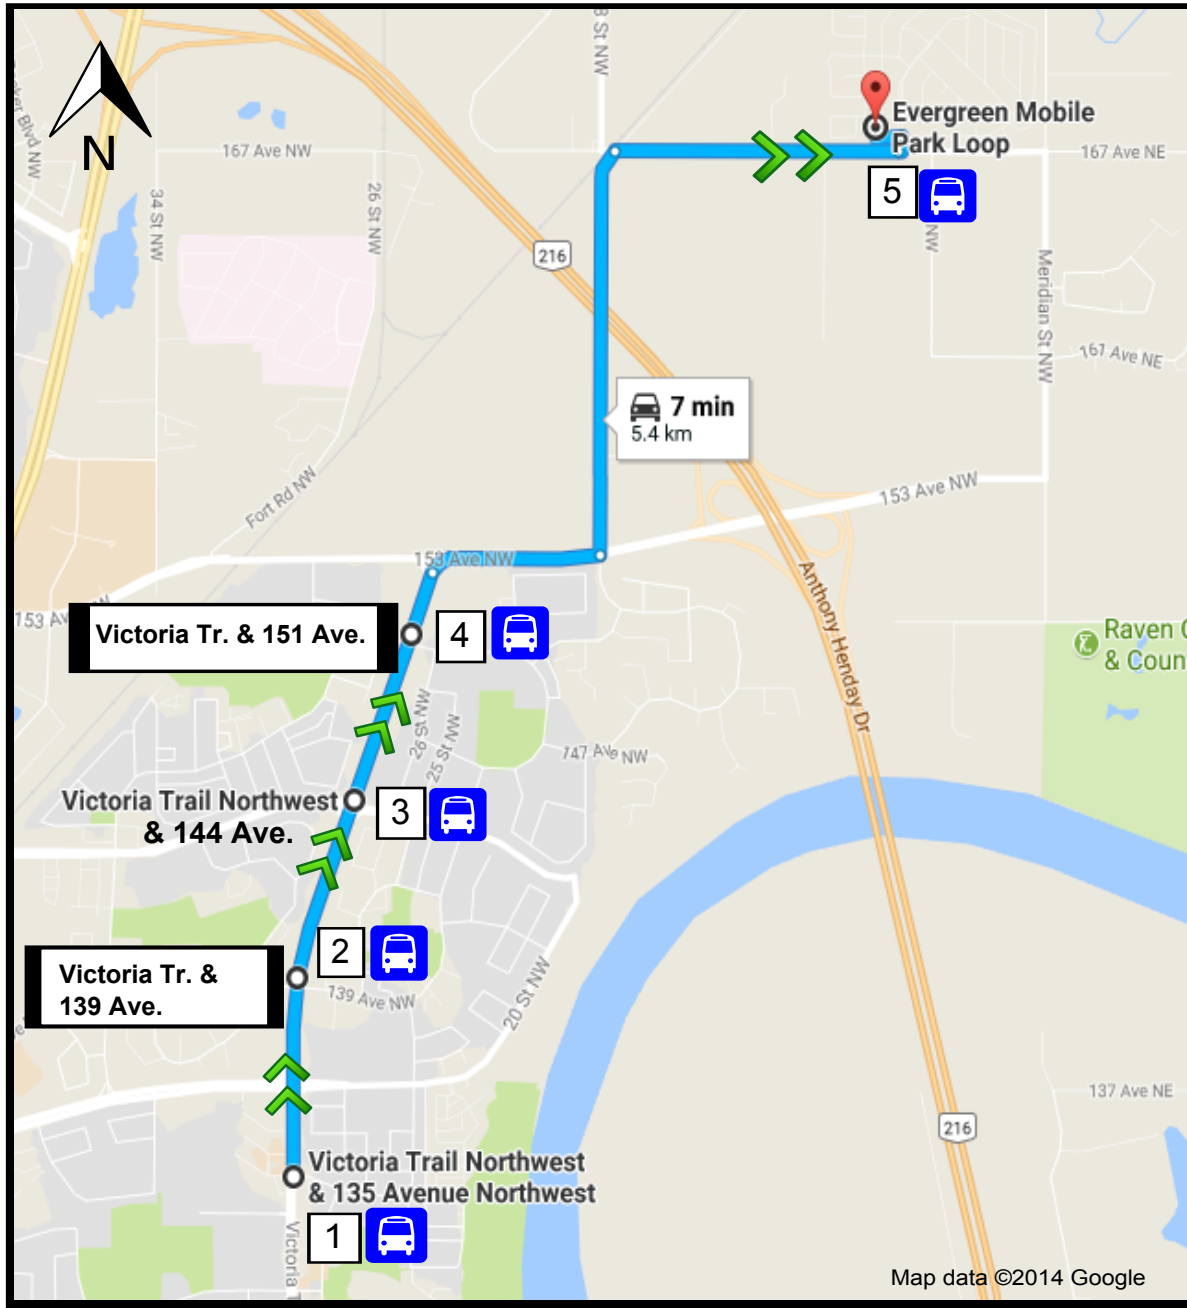 N
167 Ave NW
34 St NW
26 St NW
216
Evergreen Mobile
Park Loop
167 Ave NE
5
NW
Meridian St NW
167 Ave NE
7 min
5.4 km
153 Ave NW
Fort Rd NW
153 Ave NW
Anthony Henday Dr
Victoria Tr. & 151 Ave.
4
Raven
& Coun
26 St NW
25 St NW
147 Ave NW
Victoria Trail Northwest
& 144 Ave.
3
2
Victoria Tr. &
139 Ave.
139 Ave NW
20 St NW
137 Ave NE
216
Victoria Trail Northwest
& 135 Avenue Northwest
1
Victoria
Map data ©2014 Google